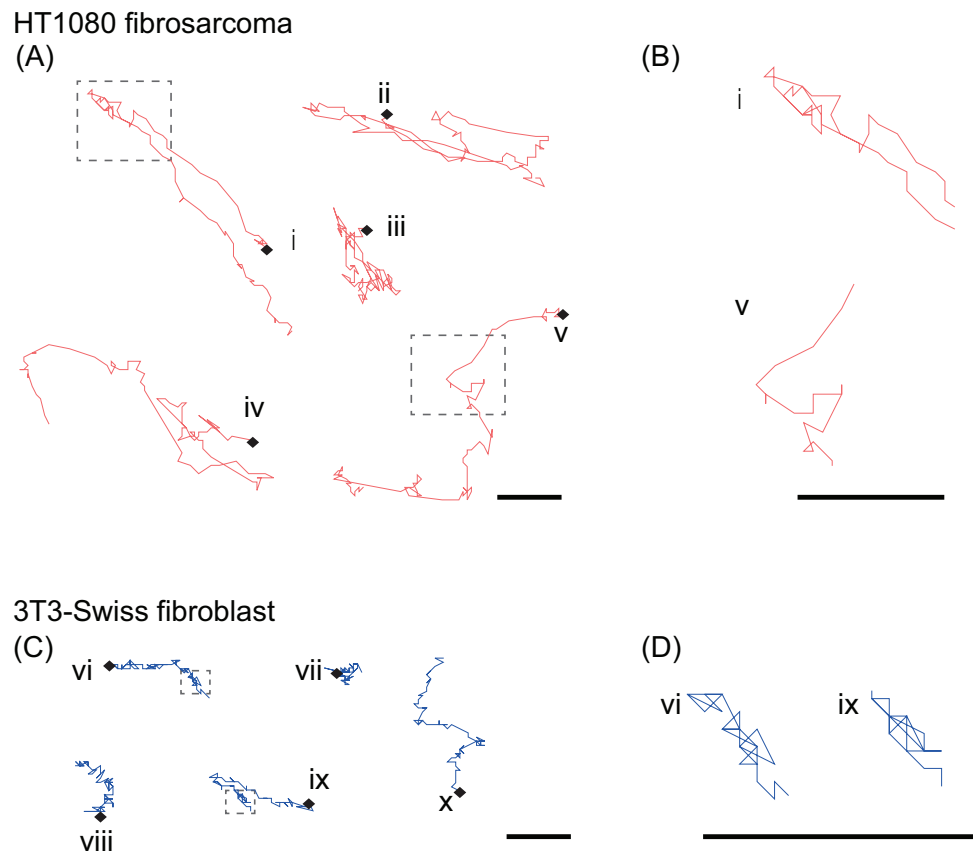 HT1080 fibrosarcoma
(A)
(B)
i
ii
i
iii
v
v
iv
3T3-Swiss fibroblast
(C)
(D)
vi
vii
vi
ix
ix
x
viii